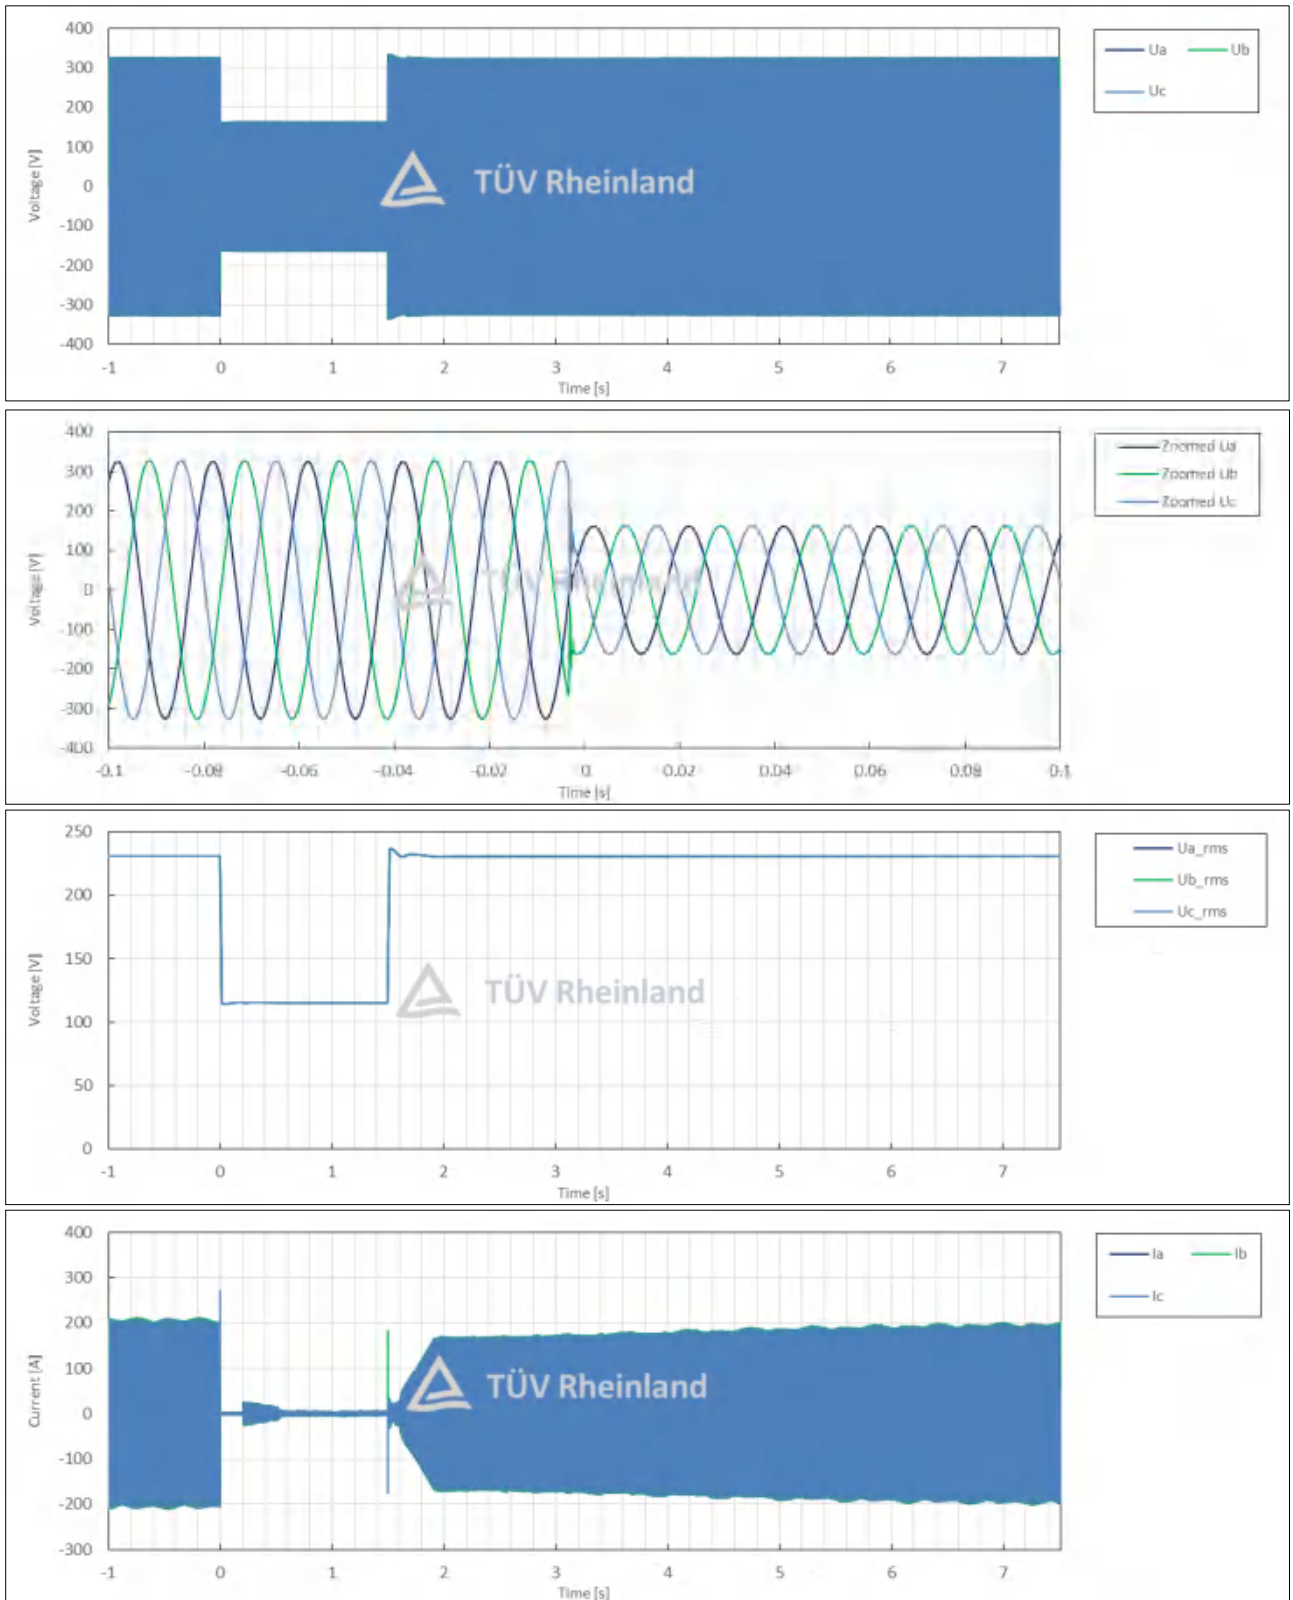 400
300
200
100
0
-100
-200
-300
-400
Voltage [V]
-1 0 1 2 3 4 5 6 7
Time [s]
Ua Ub
Uc
TÜV Rheinland
400
300
200
100
0
-100
-200
-300
-400
Voltage [V]
-0.1 -0.08 -0.06 -0.04 -0.02 0 0.02 0.04 0.06 0.08 0.1
Time [s]
Zoomed Ua
Zoomed Ub
Zoomed Uc
TÜV Rheinland
250
200
150
100
50
0
Voltage [V]
-1 0 1 2 3 4 5 6 7
Time [s]
Ua_rms
Ub_rms
Uc_rms
TÜV Rheinland
400
300
200
100
0
-100
-200
-300
Current [A]
-1 0 1 2 3 4 5 6 7
Time [s]
Ia Ib
Ic
TÜV Rheinland